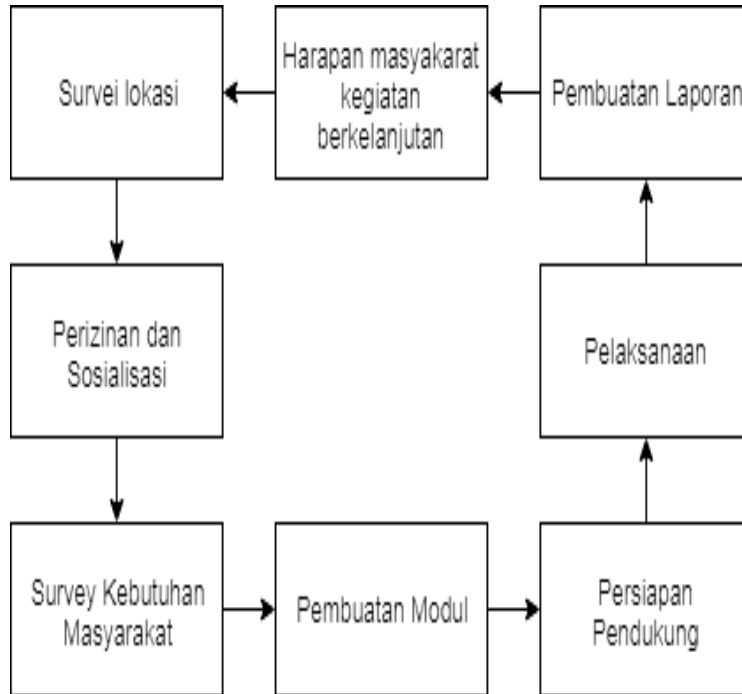 Survei lokasi
Harapan masyakarat
kegiatan
berkelanjutan
Pembuatan Laporan
Perizinan dan
Sosialisasi
Pelaksanaan
Survey Kebutuhan
Masyarakat
Pembuatan Modul
Persiapan
Pendukung